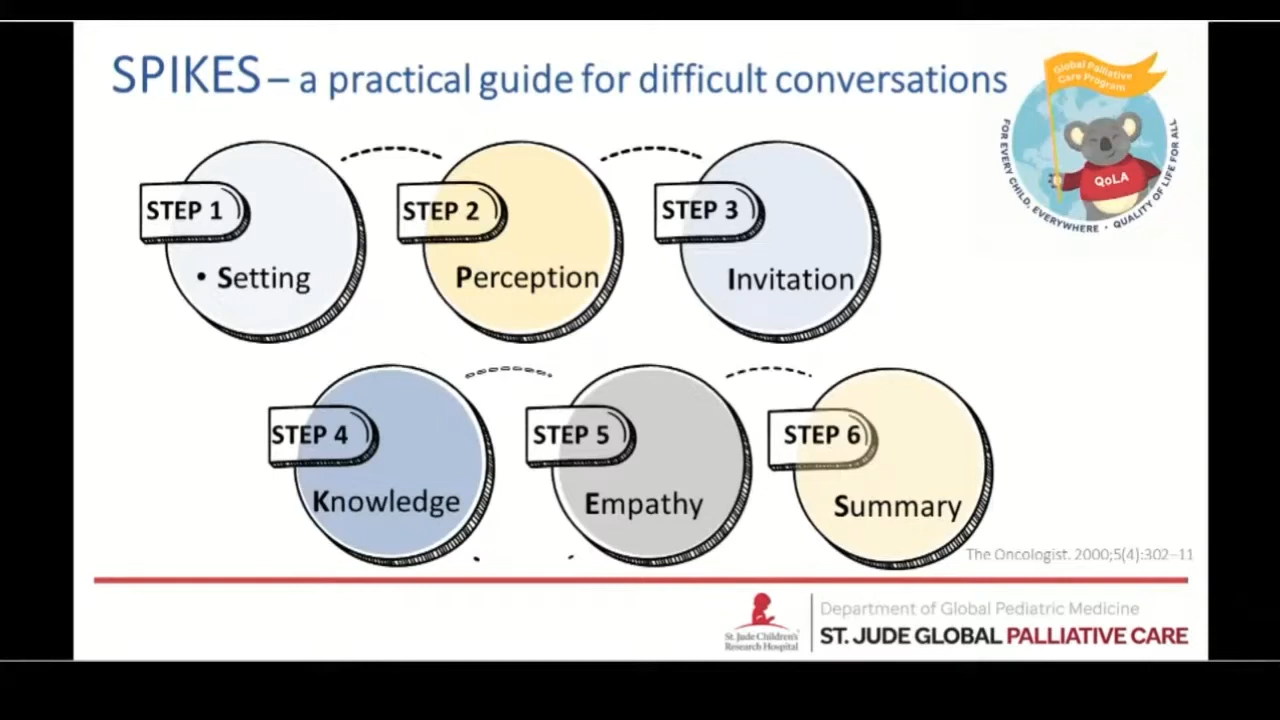 SPIKES – a practical guide for difficult conversations
Global Palliative
Care Program
QoLA
FOR EVERY CHILD, EVERYWHERE • QUALITY OF LIFE FOR ALL
STEP 1
• Setting
STEP 2
Perception
STEP 3
Invitation
STEP 4
Knowledge
STEP 5
Empathy
STEP 6
Summary
The Oncologist. 2000;5(4):302–11
St. Jude Children's
Research Hospital
Department of Global Pediatric Medicine
ST. JUDE GLOBAL PALLIATIVE CARE